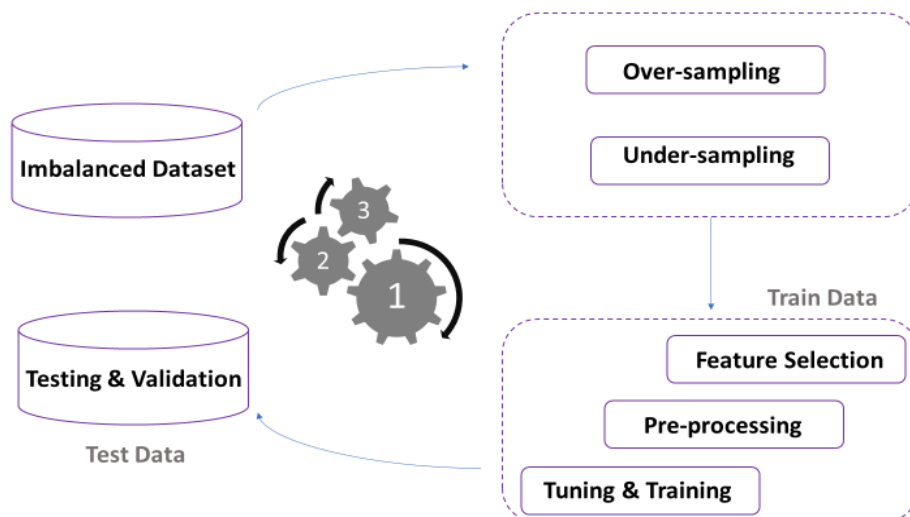 Over-sampling
Imbalanced Dataset
Under-sampling
3
2
1
Train Data
Feature Selection
Testing & Validation
Pre-processing
Test Data
Tuning & Training